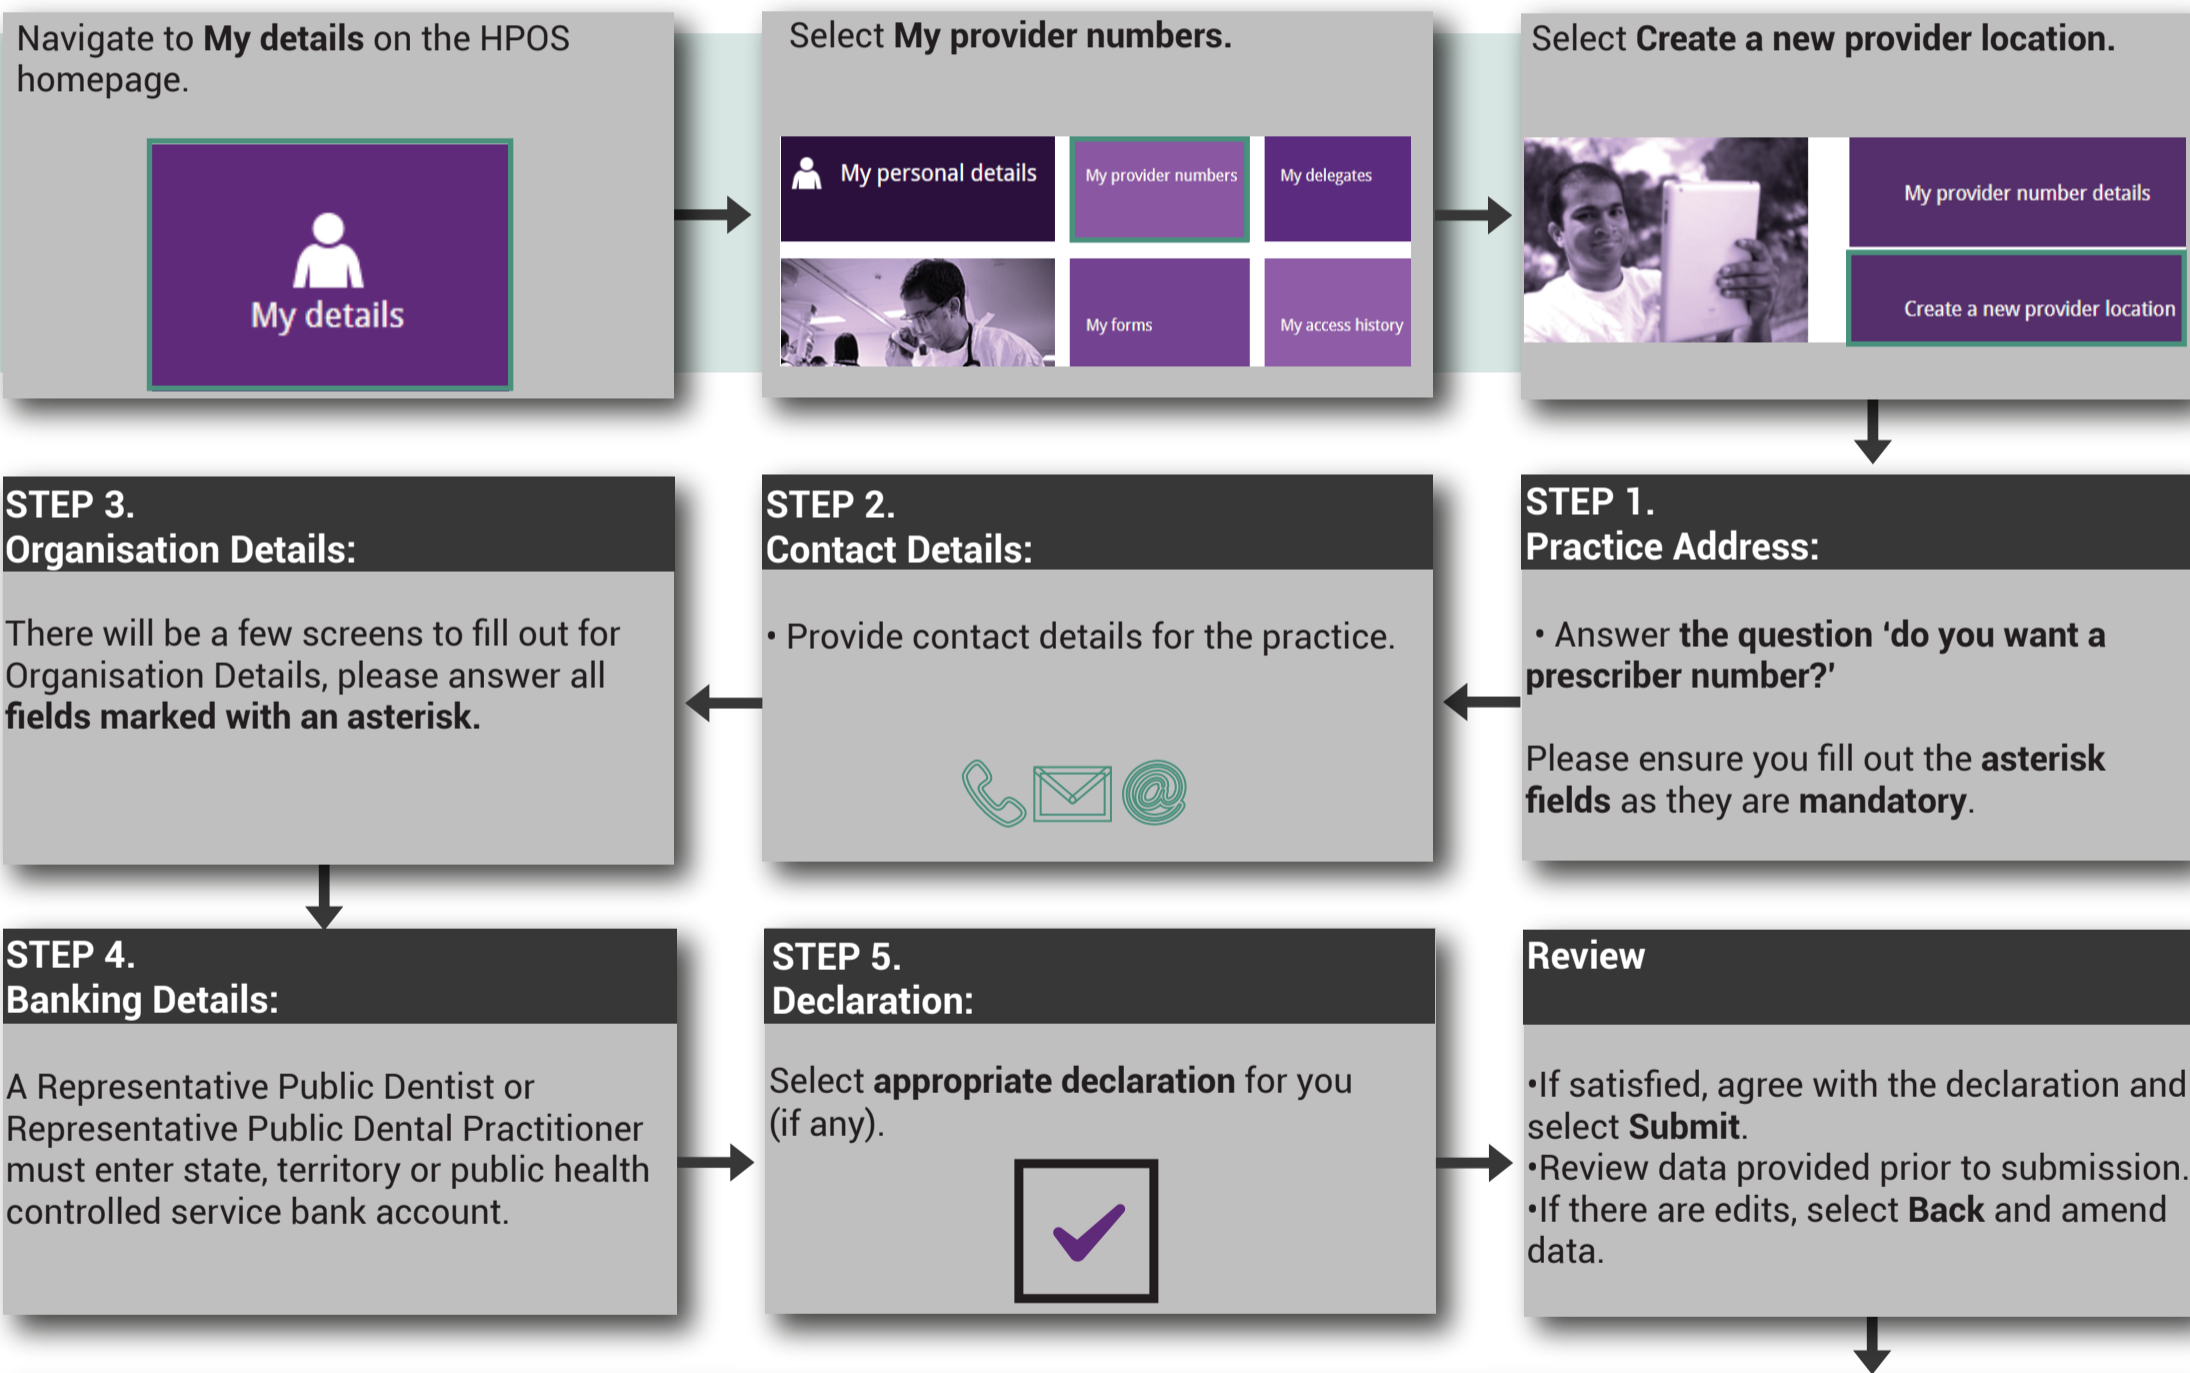 Navigate to My details on the HPOS
homepage.
My details
Select My provider numbers.
My personal details
My provider numbers
My delegates
My forms
My access history
Select Create a new provider location.
My provider number details
Create a new provider location
STEP 1.
Practice Address:
• Answer the question ‘do you want a
prescriber number?’
Please ensure you fill out the asterisk
fields as they are mandatory.
STEP 2.
Contact Details:
• Provide contact details for the practice.
@
STEP 3.
Organisation Details:
There will be a few screens to fill out for
Organisation Details, please answer all
fields marked with an asterisk.
STEP 4.
Banking Details:
A Representative Public Dentist or
Representative Public Dental Practitioner
must enter state, territory or public health
controlled service bank account.
STEP 5.
Declaration:
Select appropriate declaration for you
(if any).
Review
•If satisfied, agree with the declaration and
select Submit.
•Review data provided prior to submission.
•If there are edits, select Back and amend
data.